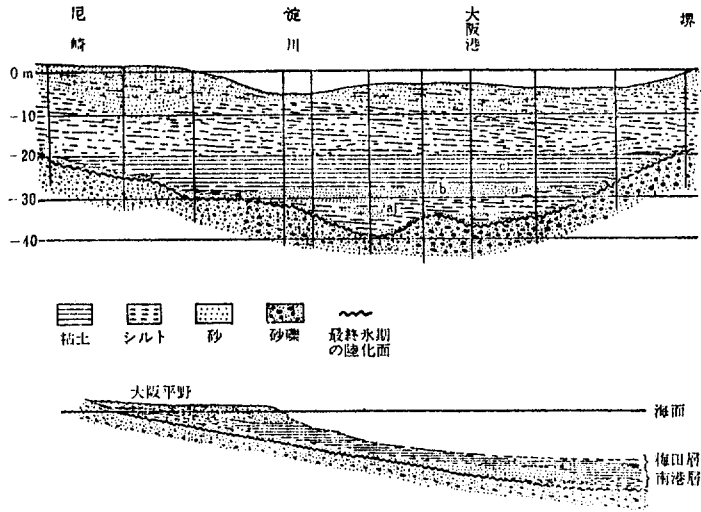 尼崎
淀川
大阪港
堺
0m
-10
-20
-30
-40
c
b
a
粘土
シルト
砂
砂礫
最終氷期
の陸化面
大阪平野
海面
梅田層
南港層